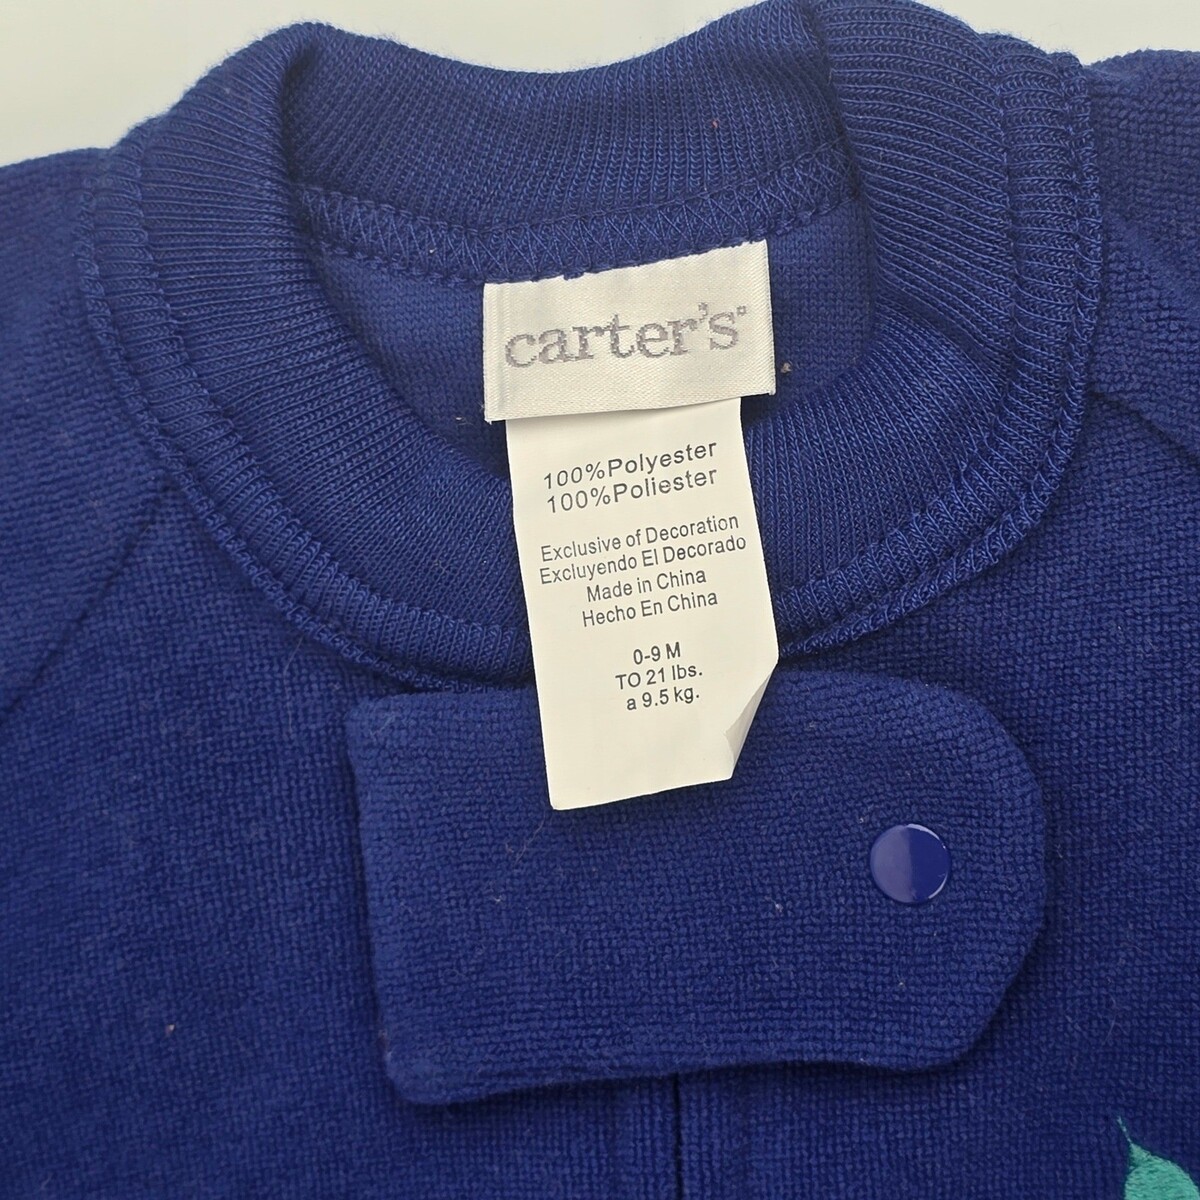 carter's
100%Polyester
100%Poliester
Exclusive of Decoration
Excluyendo El Decorado
Made in China
Hecho En China
0-9 M
TO 21 lbs.
a 9.5 kg.